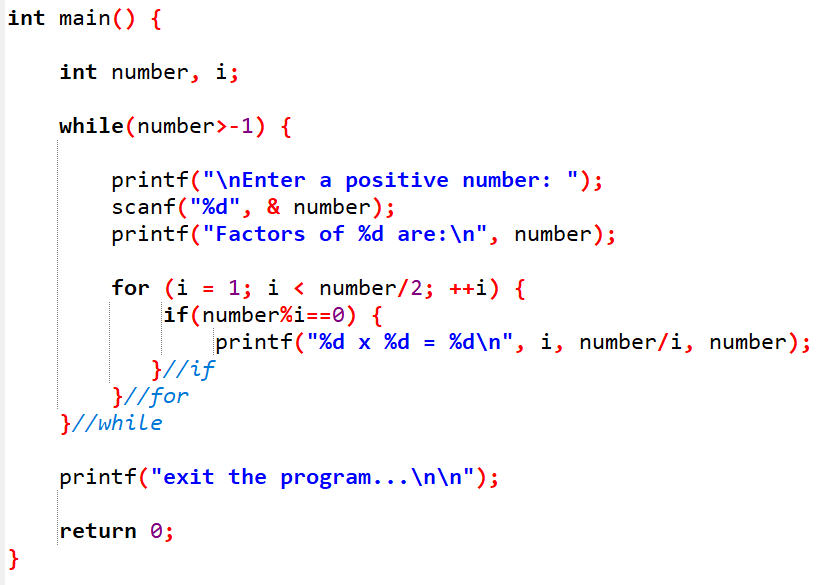 int main() {
int number, i;
while(number>-1) {
printf("\nEnter a positive number: ");
scanf("%d", & number);
printf("Factors of %d are:\n", number);
for (i = 1; i < number/2; ++i) {
if(number%i==0) {
printf("%d x %d = %d\n", i, number/i, number);
}//if
}//for
}//while
printf("exit the program...\n\n");
return 0;
}